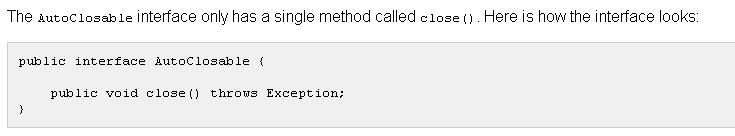 The AutoClosable interface only has a single method called close(). Here is how the interface looks:
public interface AutoClosable {
public void close() throws Exception;
}